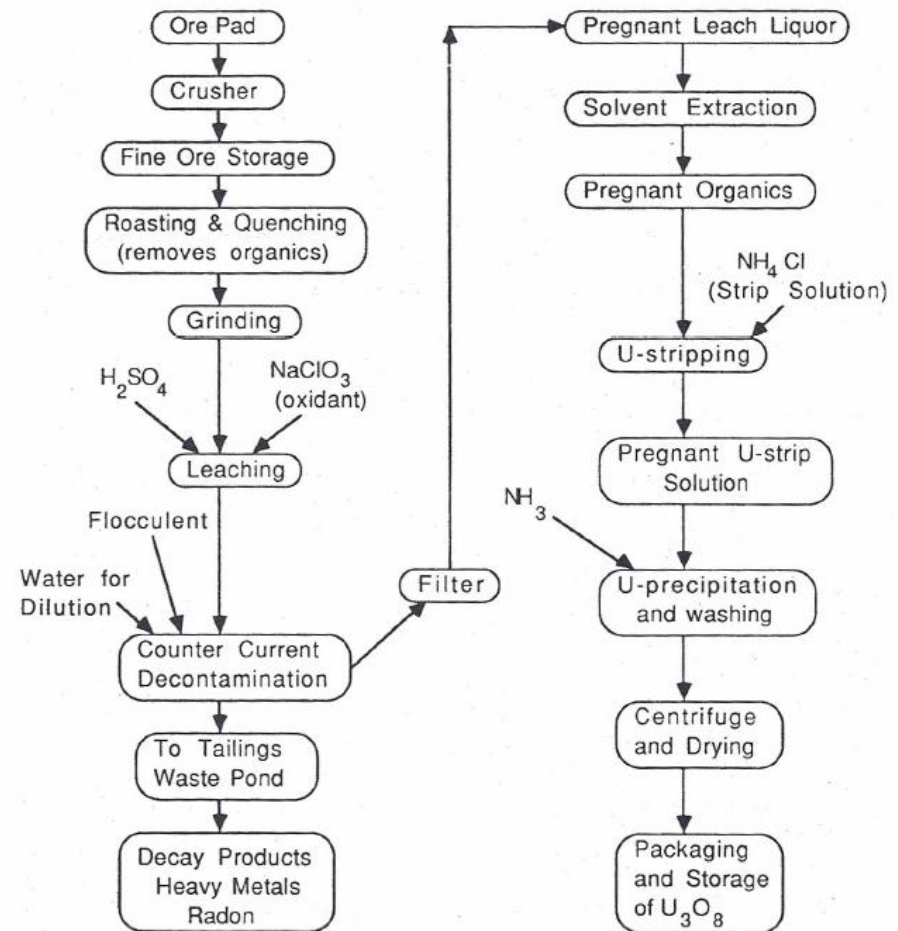 Ore Pad
Crusher
Fine Ore Storage
Roasting & Quenching
(removes organics)
Grinding
H2SO4
NaClO3
(oxidant)
Leaching
Flocculent
Water for
Dilution
Counter Current
Decontamination
To Tailings
Waste Pond
Decay Products
Heavy Metals
Radon
Filter
Pregnant Leach Liquor
Solvent Extraction
Pregnant Organics
NH4 Cl
(Strip Solution)
U-stripping
Pregnant U-strip
Solution
NH3
U-precipitation
and washing
Centrifuge
and Drying
Packaging
and Storage
of U3O8